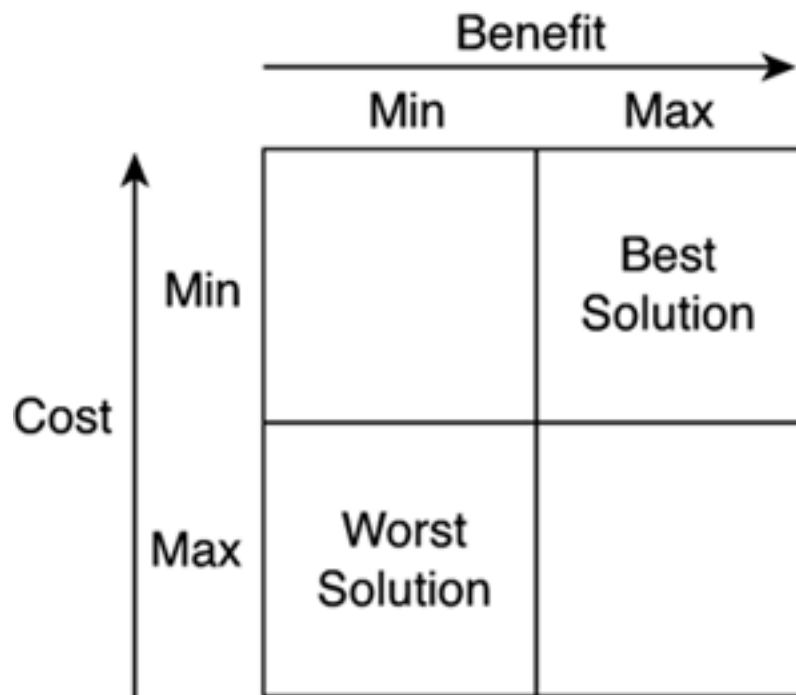 Benefit
Min Max
Best
Solution
Min
Cost
Worst
Solution
Max